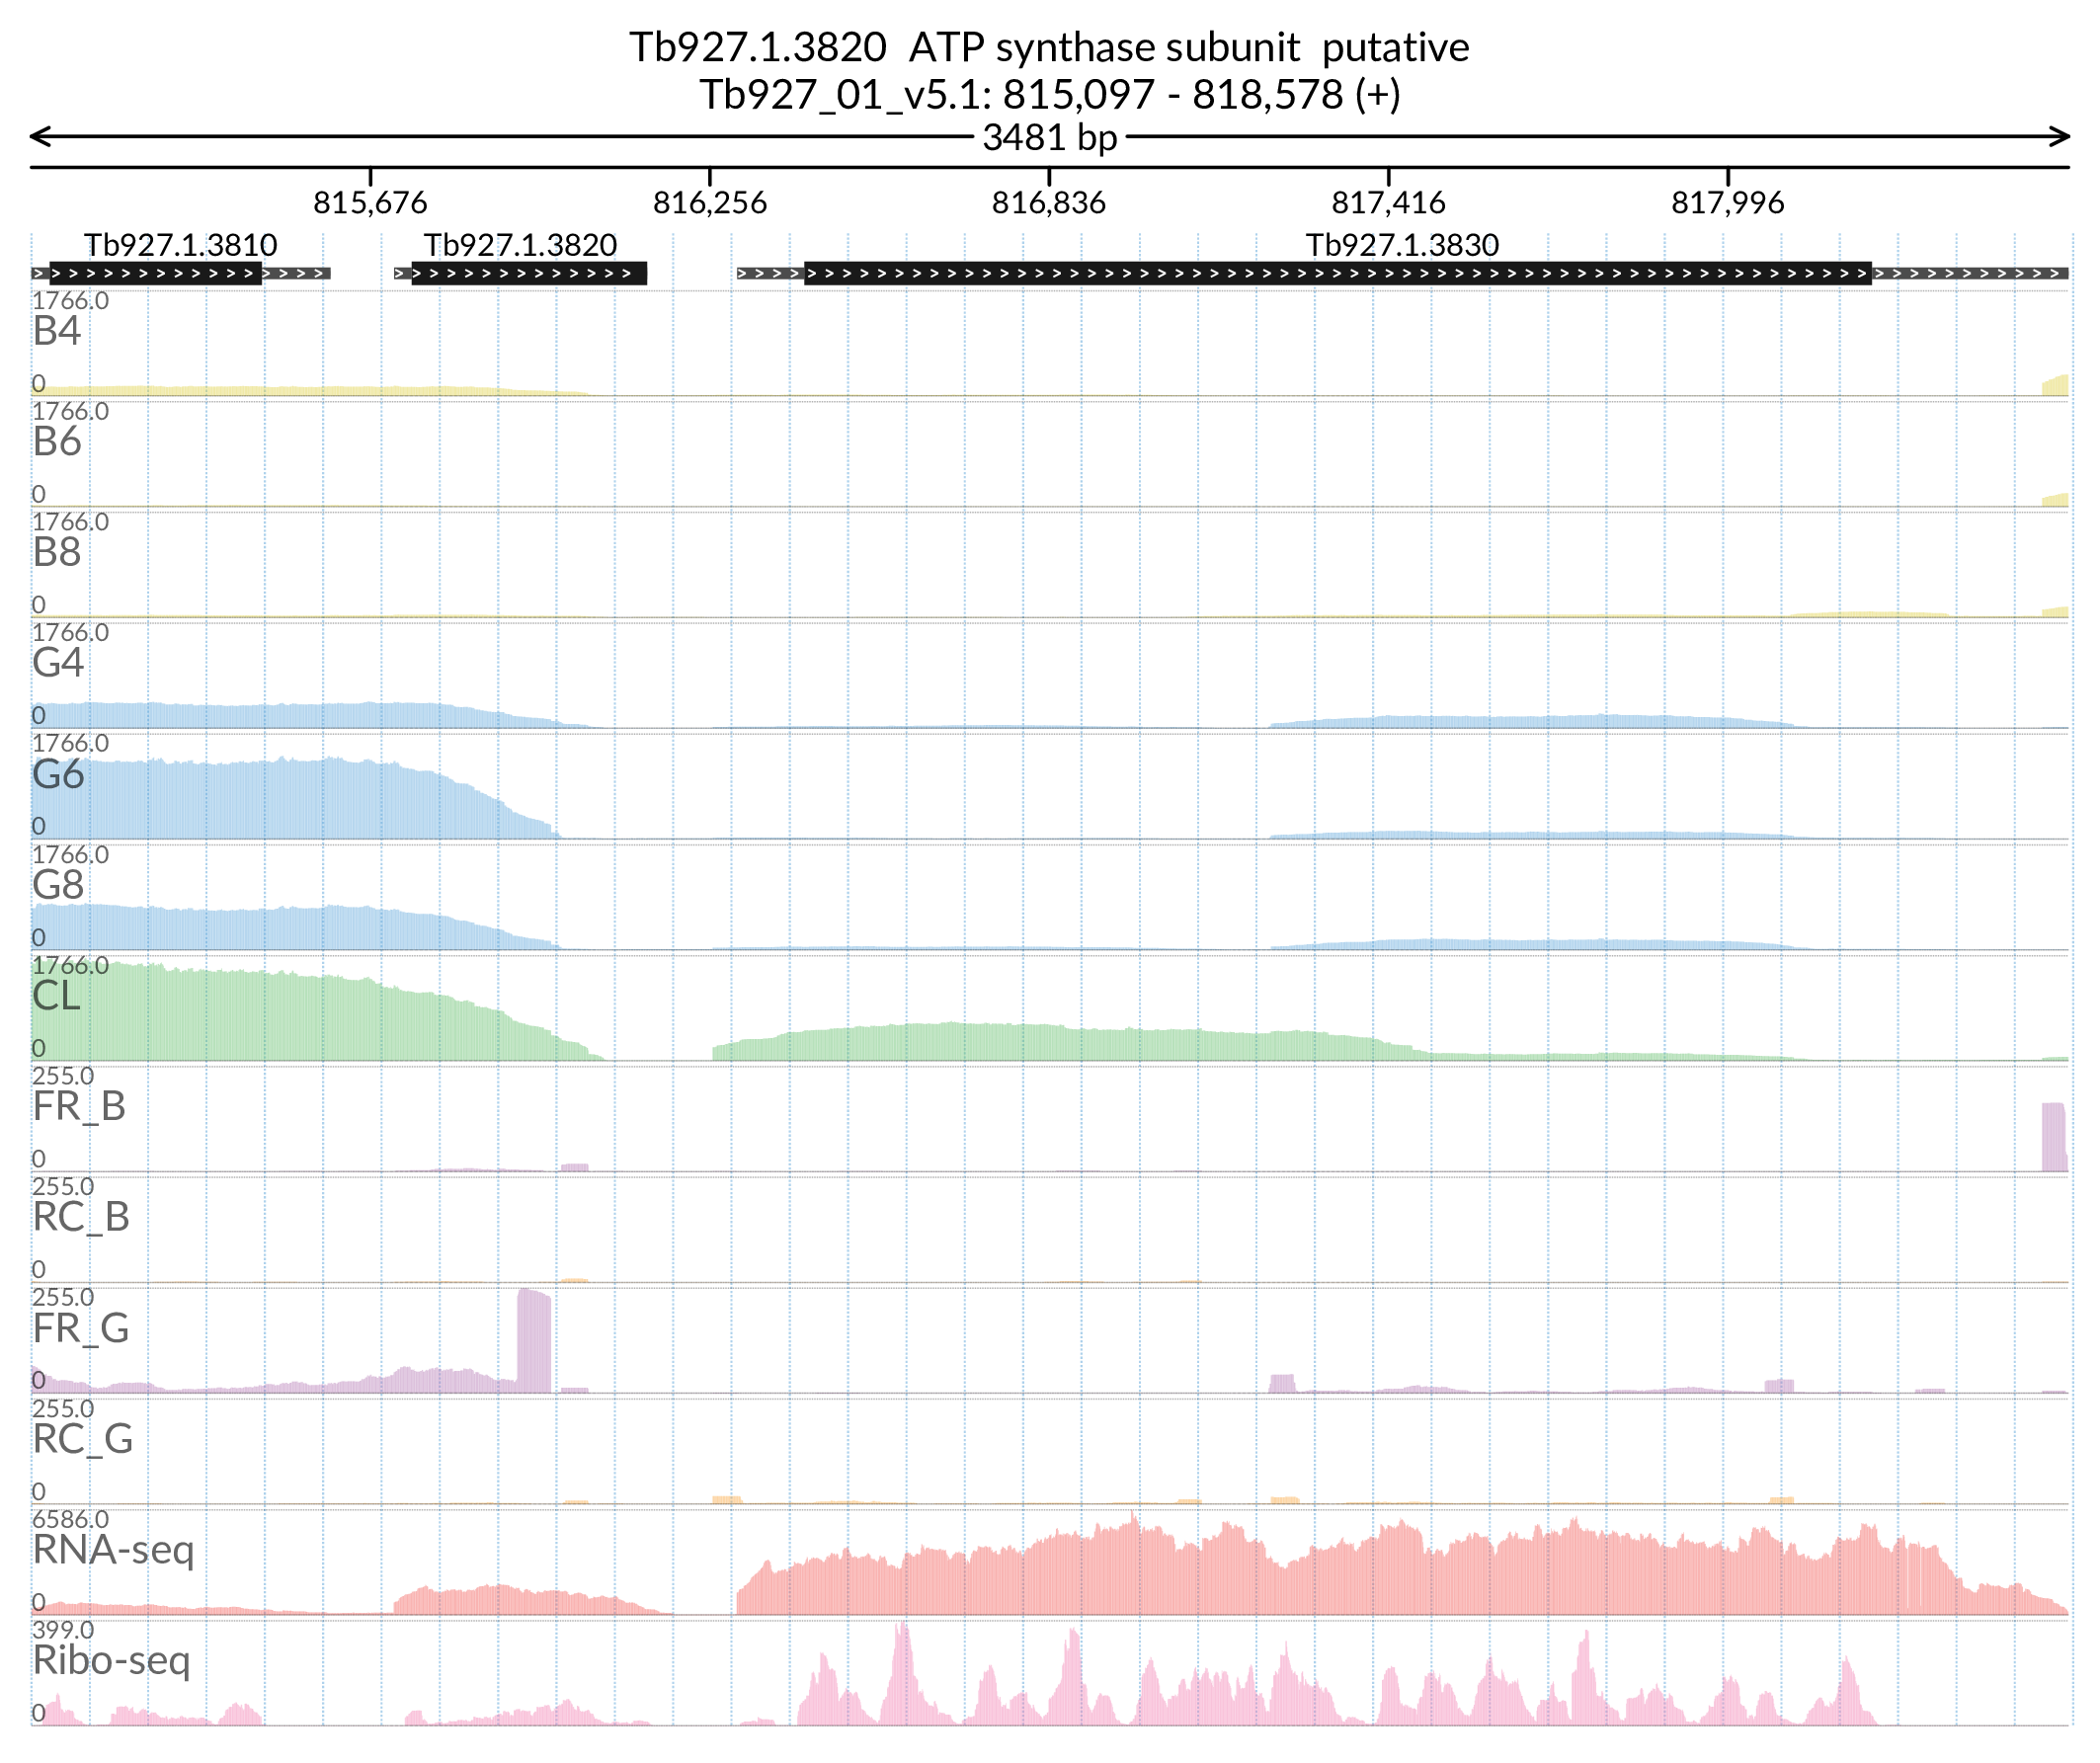 Tb927.1.3820  ATP synthase subunit  putative
Tb927_01_v5.1: 815,097 - 818,578 (+)
3481 bp
815,676 816,256 816,836 817,416 817,996
Tb927.1.3810 Tb927.1.3820 Tb927.1.3830
1766.0
B4
0
1766.0
B6
0
1766.0
B8
0
1766.0
G4
0
1766.0
G6
0
1766.0
G8
0
1766.0
CL
0
255.0
FR_B
0
255.0
RC_B
0
255.0
FR_G
0
255.0
RC_G
0
6586.0
RNA-seq
0
399.0
Ribo-seq
0